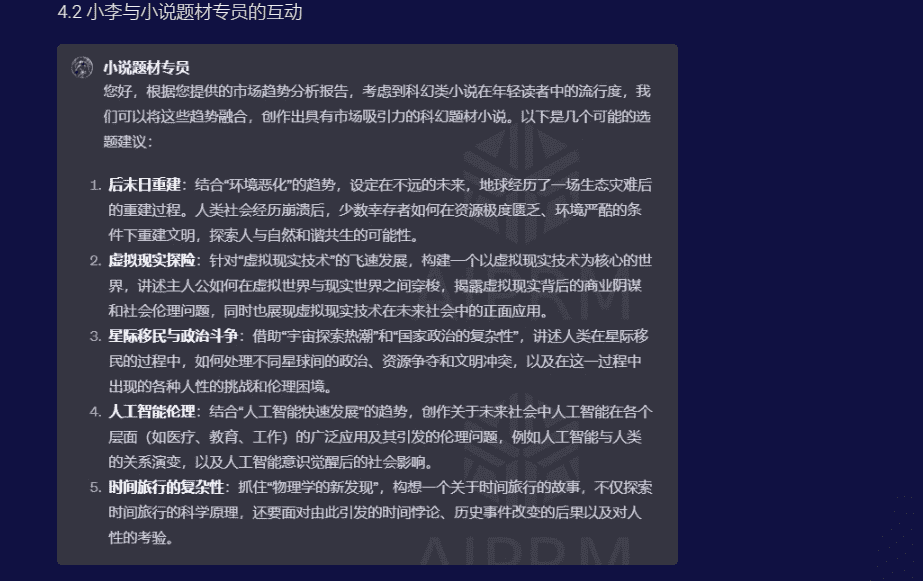 4.2 小李与小说题材专员的互动
小说题材专员
您好，根据您提供的市场趋势分析报告，考虑到科幻类小说在年轻读者中的流行度，我
们可以将这些趋势融合，创作出具有市场吸引力的科幻题材小说。以下是几个可能的选
题建议：
1. 后末日重建：结合“环境恶化”的趋势，设定在不远的未来，地球经历了一场生态灾难后
的重建过程。人类社会经历崩溃后，少数幸存者如何在资源极度匮乏、环境严酷的条
件下重建文明，探索人与自然和谐共生的可能性。
2. 虚拟现实探险：针对“虚拟现实技术”的飞速发展，构建一个以虚拟现实技术为核心的世
界，讲述主人公如何在虚拟世界与现实世界之间穿梭，揭露虚拟现实背后的商业阴谋
和社会伦理问题，同时也展现虚拟现实技术在未来社会中的正面应用。
3. 星际移民与政治斗争：借助“宇宙探索热潮”和“国家政治的复杂性”，讲述人类在星际移
民的过程中，如何处理不同星球间的政治、资源争夺和文明冲突，以及在这一过程中
出现的各种人性的挑战和伦理困境。
4. 人工智能伦理：结合“人工智能快速发展”的趋势，创作关于未来社会中人工智能在各个
层面（如医疗、教育、工作）的广泛应用及其引发的伦理问题，例如人工智能与人类
的关系演变，以及人工智能意识觉醒后的社会影响。
5. 时间旅行的复杂性：抓住“物理学的新发现”，构想一个关于时间旅行的故事，不仅探索
时间旅行的科学原理，还要面对由此引发的时间悖论、历史事件改变的后果以及对人
性的考验。
AIPRM
AIPRM